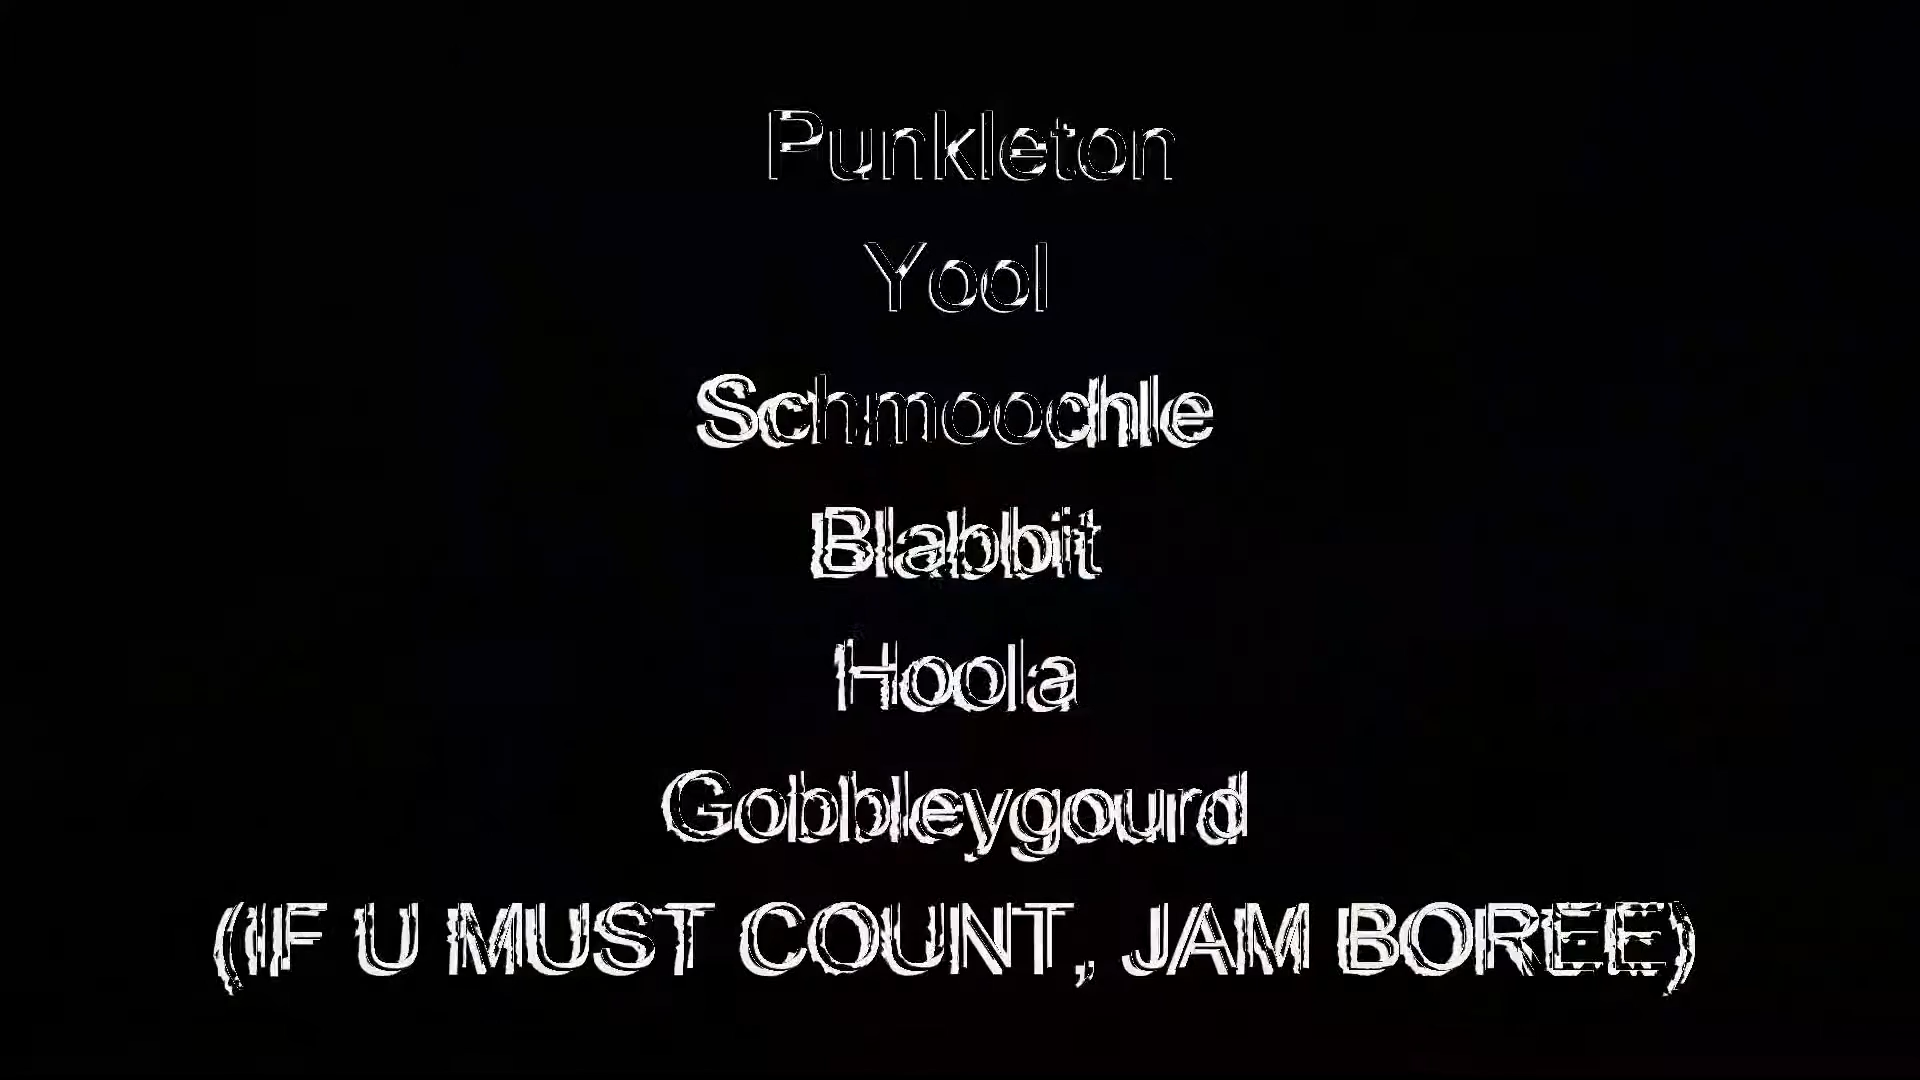 Punkleton
Yool
Schmoochle
Blabbit
Hoola
Gobbleygourd
(IF U MUST COUNT, JAM BOREE)